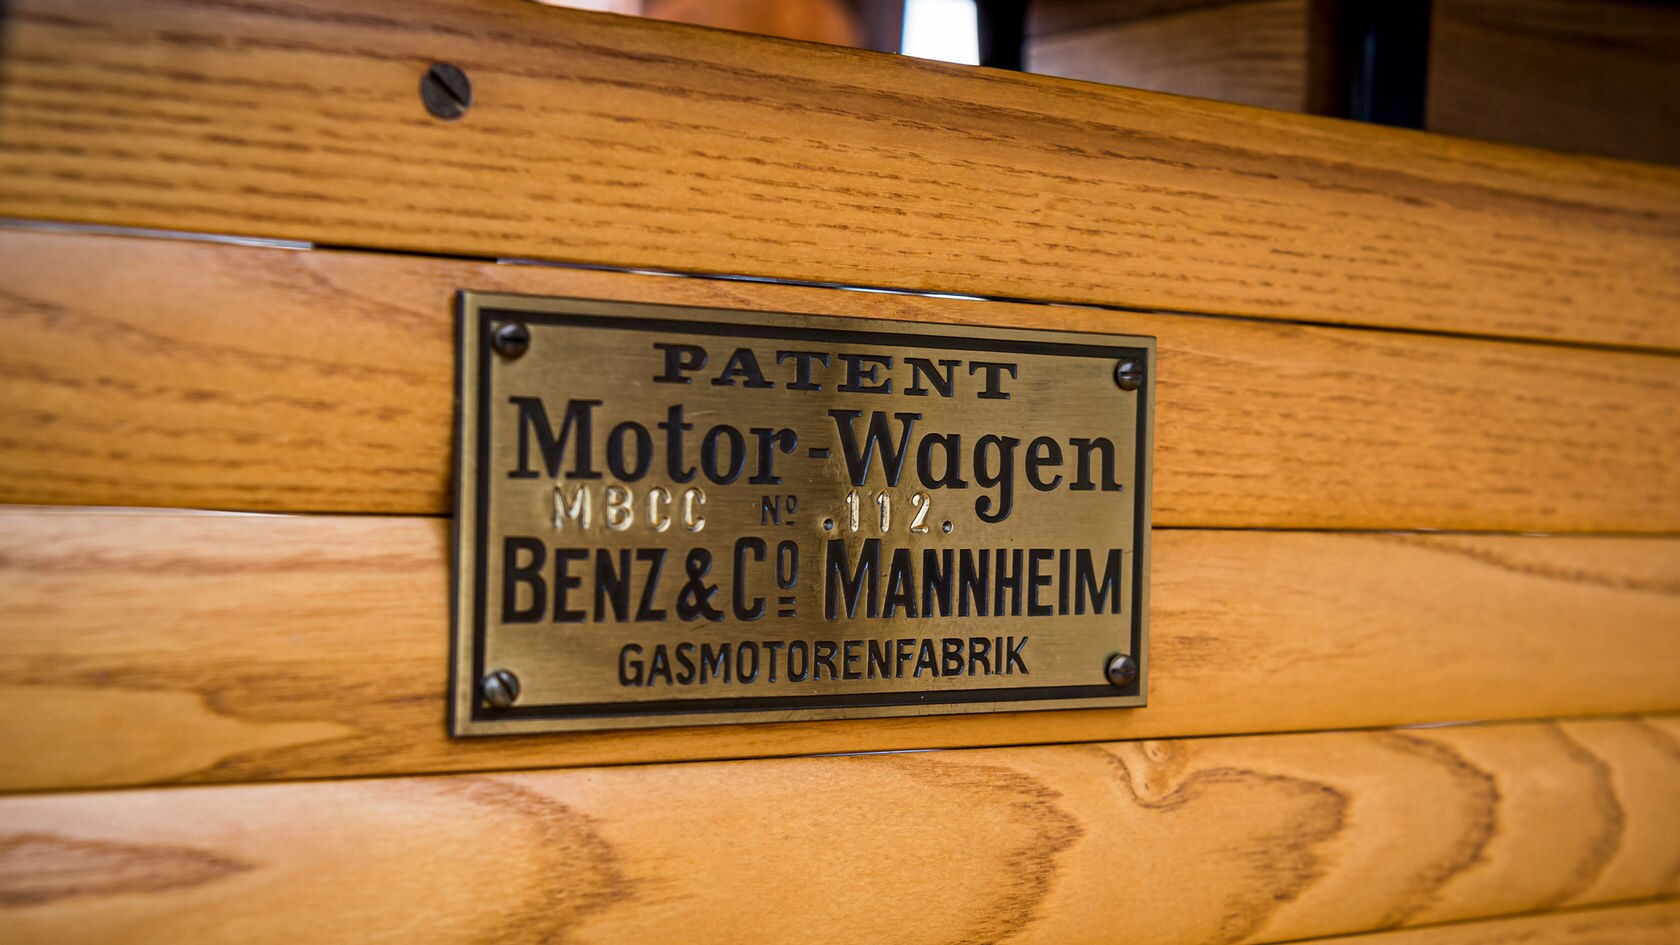 PATENT
Motor-Wagen
MBCC Nº .112.
BENZ & Cº MANNHEIM
GASMOTORENFABRIK